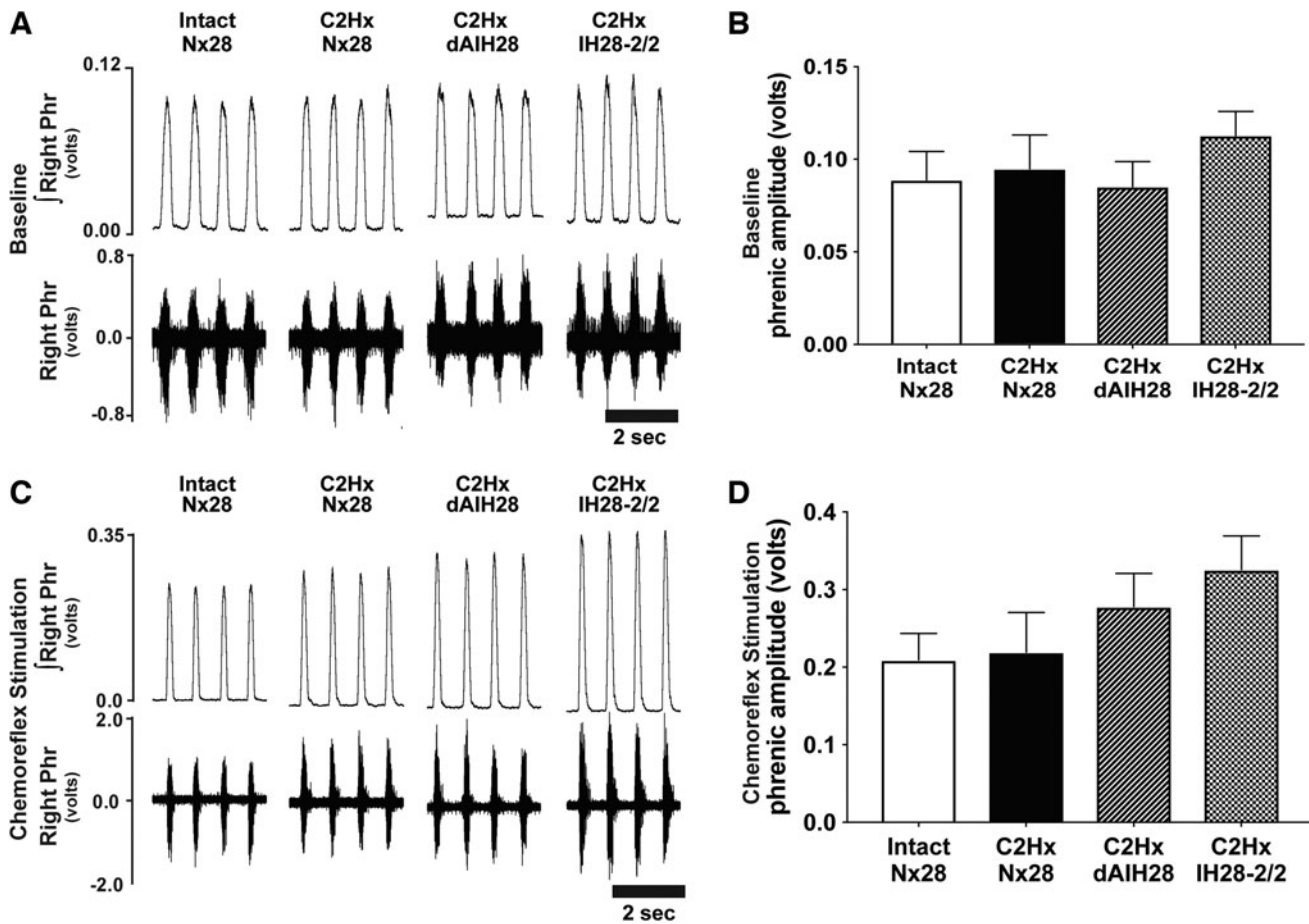 A
Intact
Nx28
C2Hx
Nx28
C2Hx
dAIH28
C2Hx
IH28-2/2
Baseline
∫Right Phr
(volts)
0.12
0.00
Right Phr
(volts)
0.8
0.0
-0.8
2 sec
B
Baseline
phrenic amplitude (volts)
0.15
0.10
0.05
0.00
Intact
Nx28
C2Hx
Nx28
C2Hx
dAIH28
C2Hx
IH28-2/2
C
Intact
Nx28
C2Hx
Nx28
C2Hx
dAIH28
C2Hx
IH28-2/2
Chemoreflex Stimulation
∫Right Phr
(volts)
0.35
0.0
Right Phr
(volts)
2.0
0.0
-2.0
2 sec
D
Chemoreflex Stimulation
phrenic amplitude (volts)
0.4
0.3
0.2
0.1
0.0
Intact
Nx28
C2Hx
Nx28
C2Hx
dAIH28
C2Hx
IH28-2/2